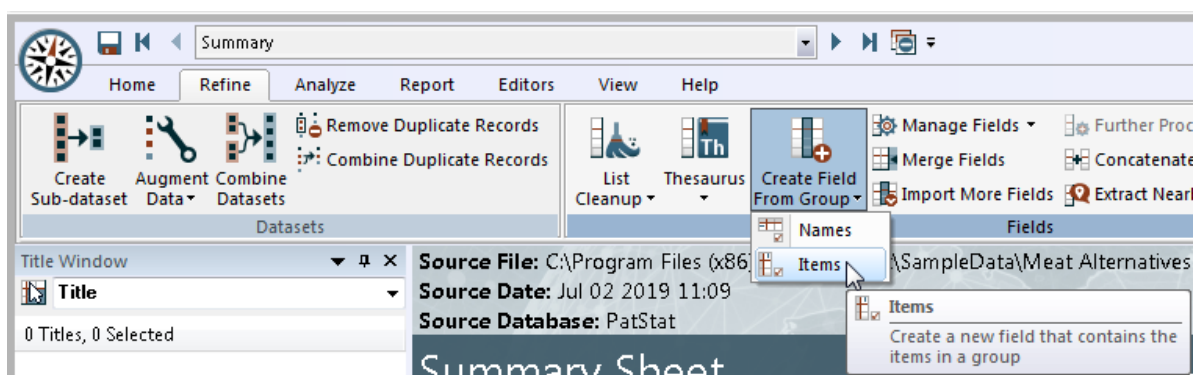 Summary
Home Refine Analyze Report Editors View Help
Create Sub-dataset
Augment Data
Combine Datasets
Remove Duplicate Records
Combine Duplicate Records
Datasets
List Cleanup
Th
Thesaurus
Create Field From Group
Manage Fields
Merge Fields
Import More Fields
Further Proc
Concatenate
Extract Near
Fields
Names
Items
Title Window
Title
0 Titles, 0 Selected
Source File: C:\Program Files (x86) \SampleData\Meat Alternatives
Source Date: Jul 02 2019 11:09
Source Database: PatStat
Summary Sheet
Items
Create a new field that contains the
items in a group